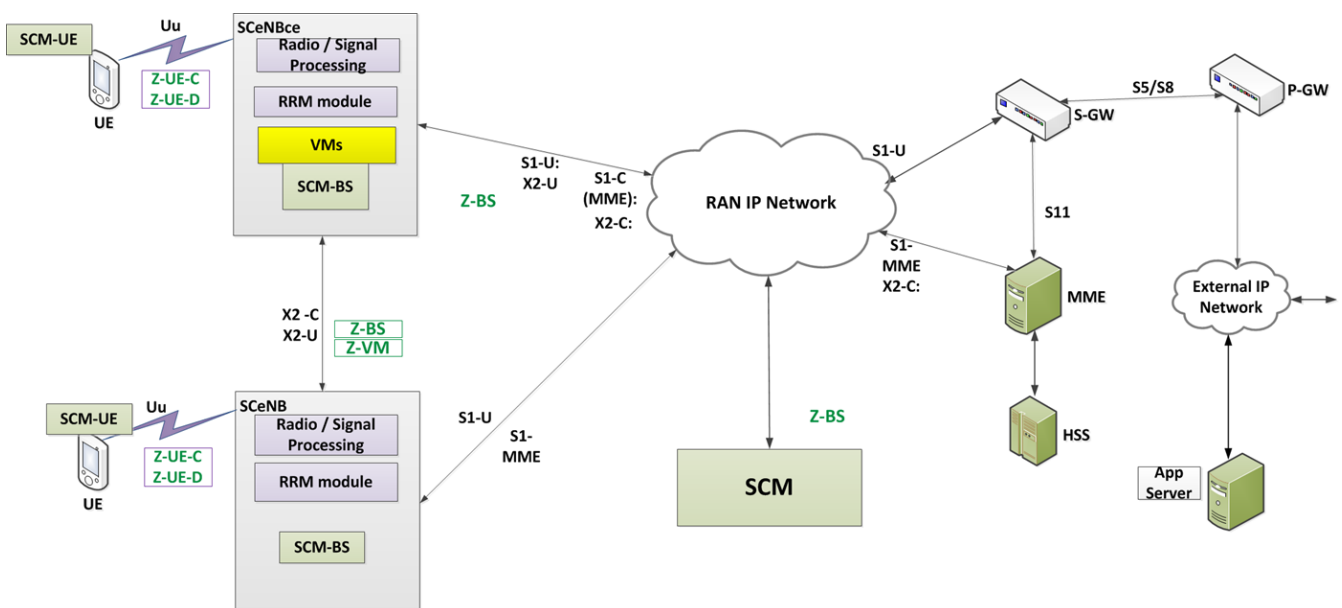 SCM-UE
Uu
Z-UE-C
Z-UE-D
UE
SCeNBce
Radio / Signal
Processing
RRM module
VMs
SCM-BS
S1-U:
X2-U
Z-BS
S1-C
(MME):
X2-C:
RAN IP Network
S1-U
S-GW
S5/S8
P-GW
S11
S1-
MME
X2-C:
MME
External IP
Network
X2 -C
X2-U
Z-BS
Z-VM
SCM-UE
Uu
Z-UE-C
Z-UE-D
UE
SCeNB
Radio / Signal
Processing
RRM module
SCM-BS
S1-U
S1-
MME
Z-BS
SCM
HSS
App
Server